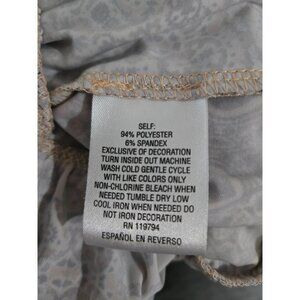 SELF:
94% POLYESTER
6% SPANDEX
EXCLUSIVE OF DECORATION
TURN INSIDE OUT MACHINE
WASH COLD GENTLE CYCLE
WITH LIKE COLORS ONLY
NON-CHLORINE BLEACH WHEN
NEEDED TUMBLE DRY LOW
COOL IRON WHEN NEEDED DO
NOT IRON DECORATION
RN 119794
ESPAÑOL EN REVERSO